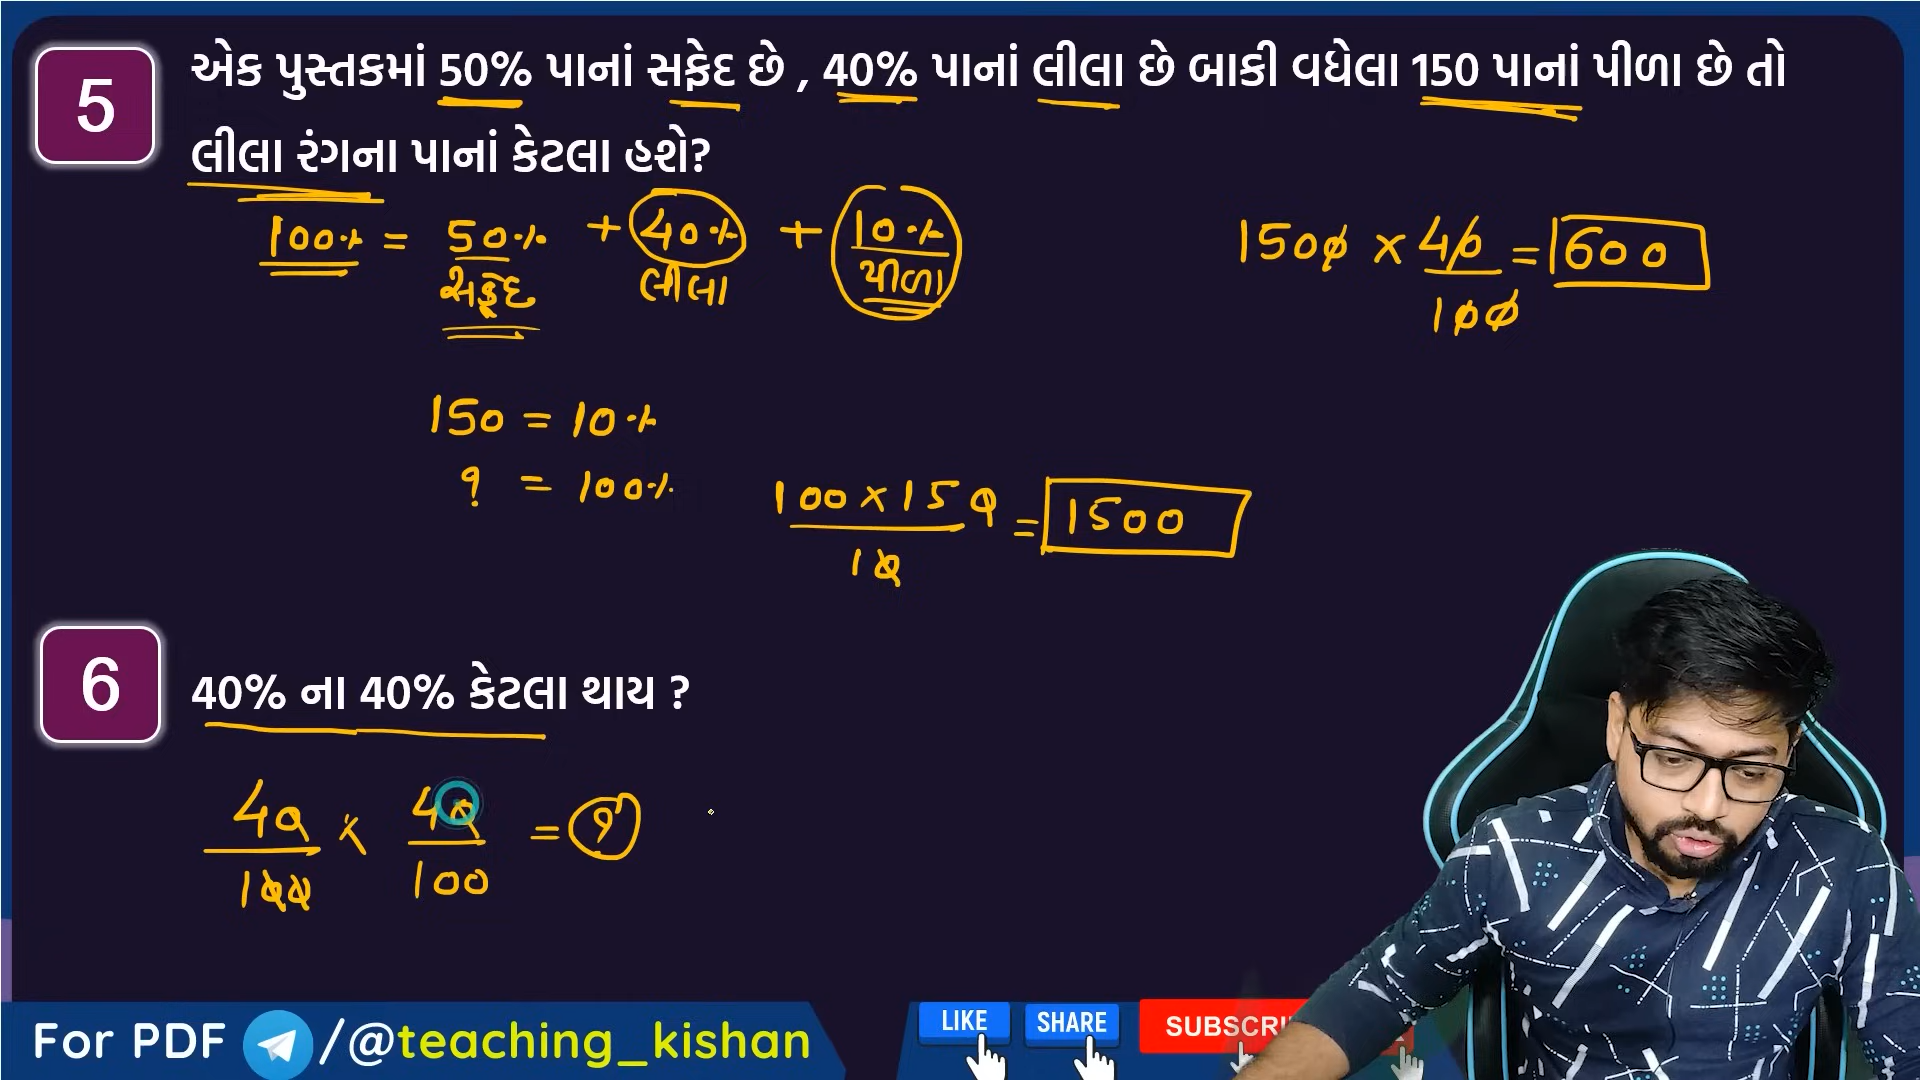 5
એક પુસ્તકમાં 50% પાનાં સફેદ છે , 40% પાનાં લીલા છે બાકી વધેલા 150 પાનાં પીળા છે તો
લીલા રંગના પાનાં કેટલા હશે?
100% = 50% + 40% + 10%
સફેદ લીલા પીળા
1500 × 40 = 600
100
150 = 10%
? = 100%
100 × 150 = 1500
10
6
40% ના 40% કેટલા થાય ?
40 × 40 = ?
100 100
For PDF /@teaching_kishan
LIKE SHARE